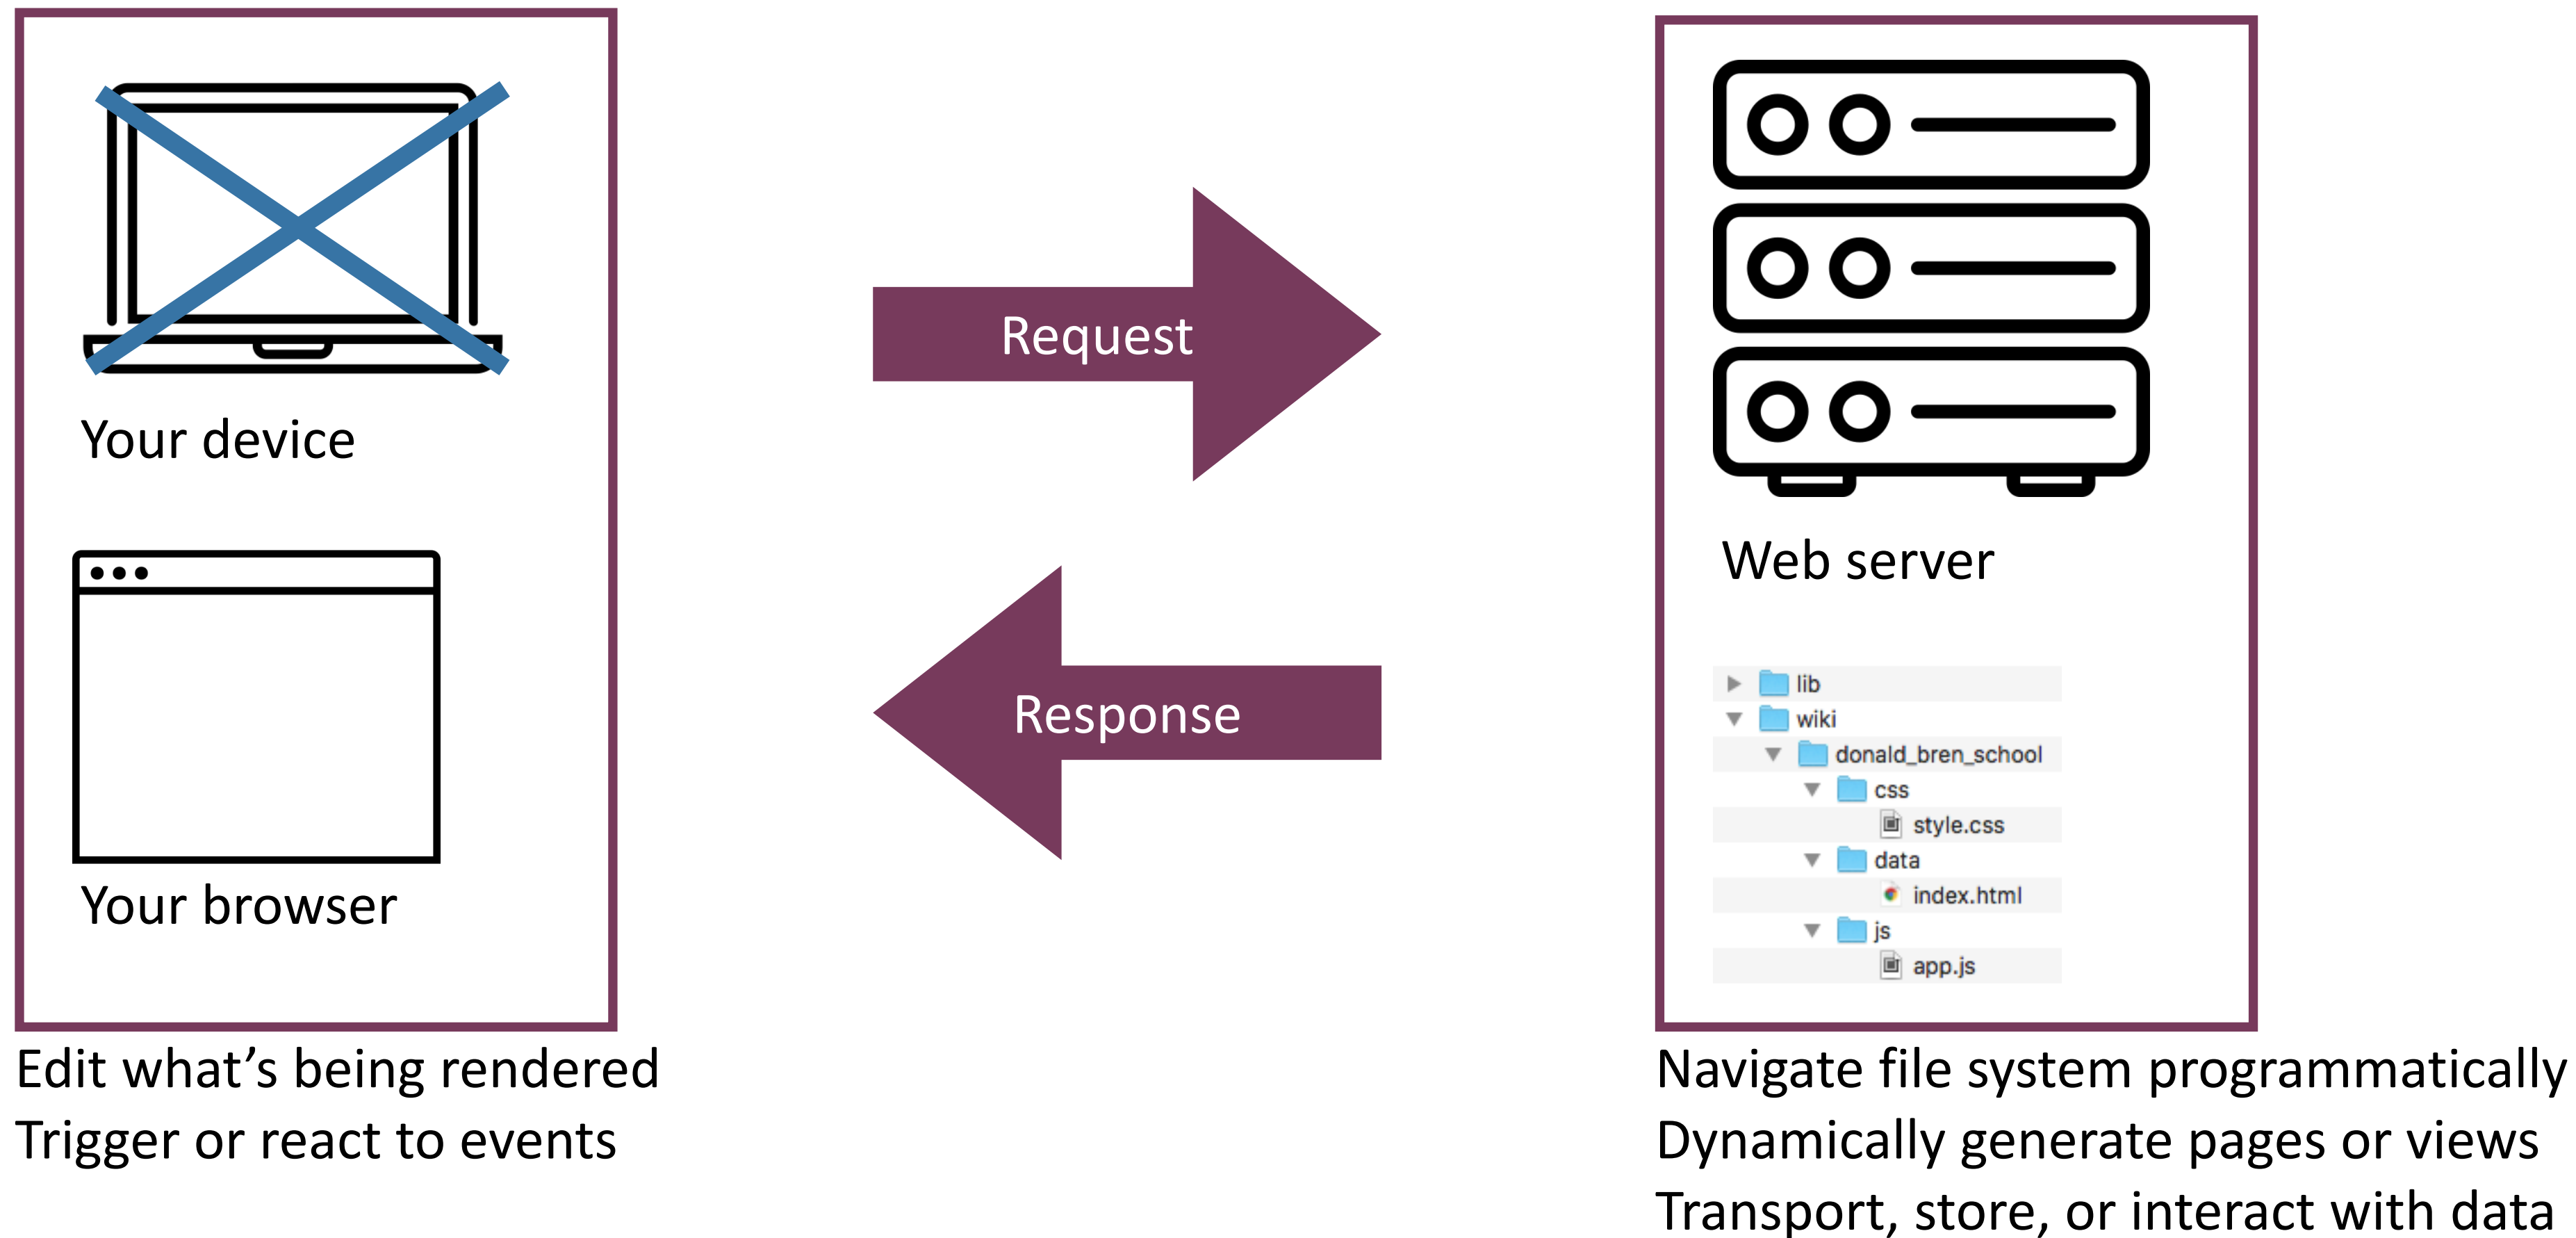 Your device
Your browser
Edit what's being rendered
Trigger or react to events
Request
Response
Web server
lib
wiki
donald_bren_school
css
style.css
data
index.html
js
app.js
Navigate file system programmatically
Dynamically generate pages or views
Transport, store, or interact with data